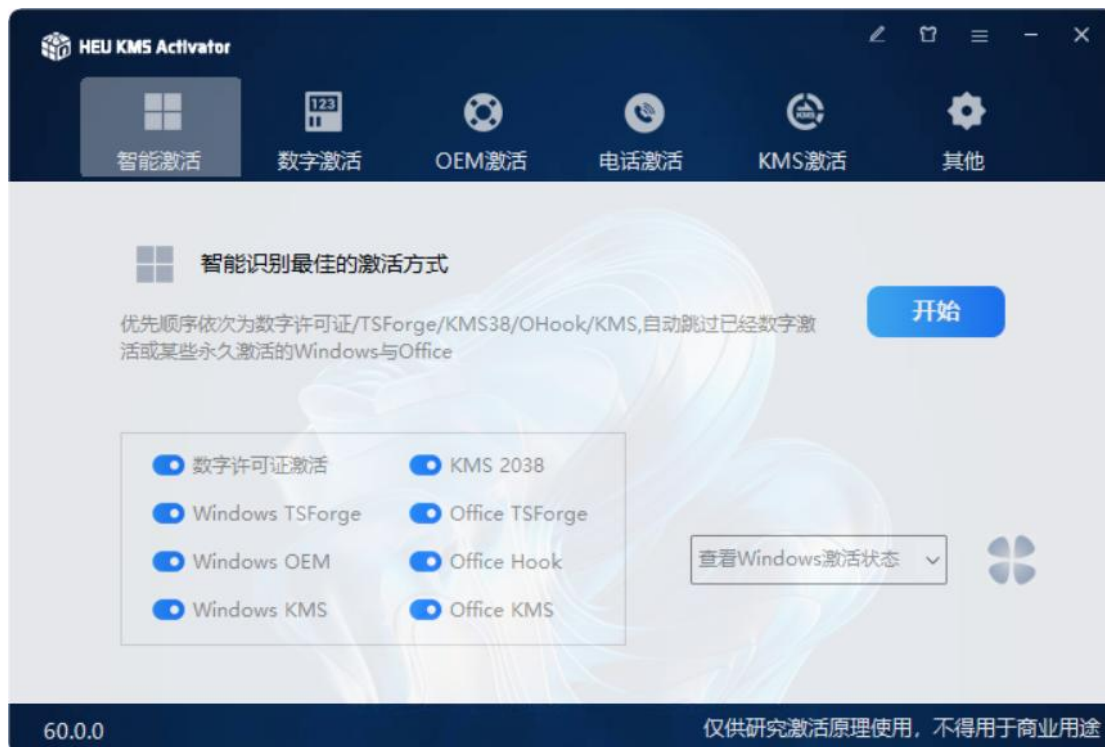 HEU KMS Activator
123
智能激活
数字激活
OEM激活
电话激活
KMS
KMS激活
其他
智能识别最佳的激活方式
开始
优先顺序依次为数字许可证/TSForge/KMS38/OHook/KMS,自动跳过已经数字激
活或某些永久激活的Windows与Office
数字许可证激活
KMS 2038
Windows TSForge
Office TSForge
Windows OEM
Office Hook
Windows KMS
Office KMS
查看Windows激活状态
60.0.0
仅供研究激活原理使用，不得用于商业用途